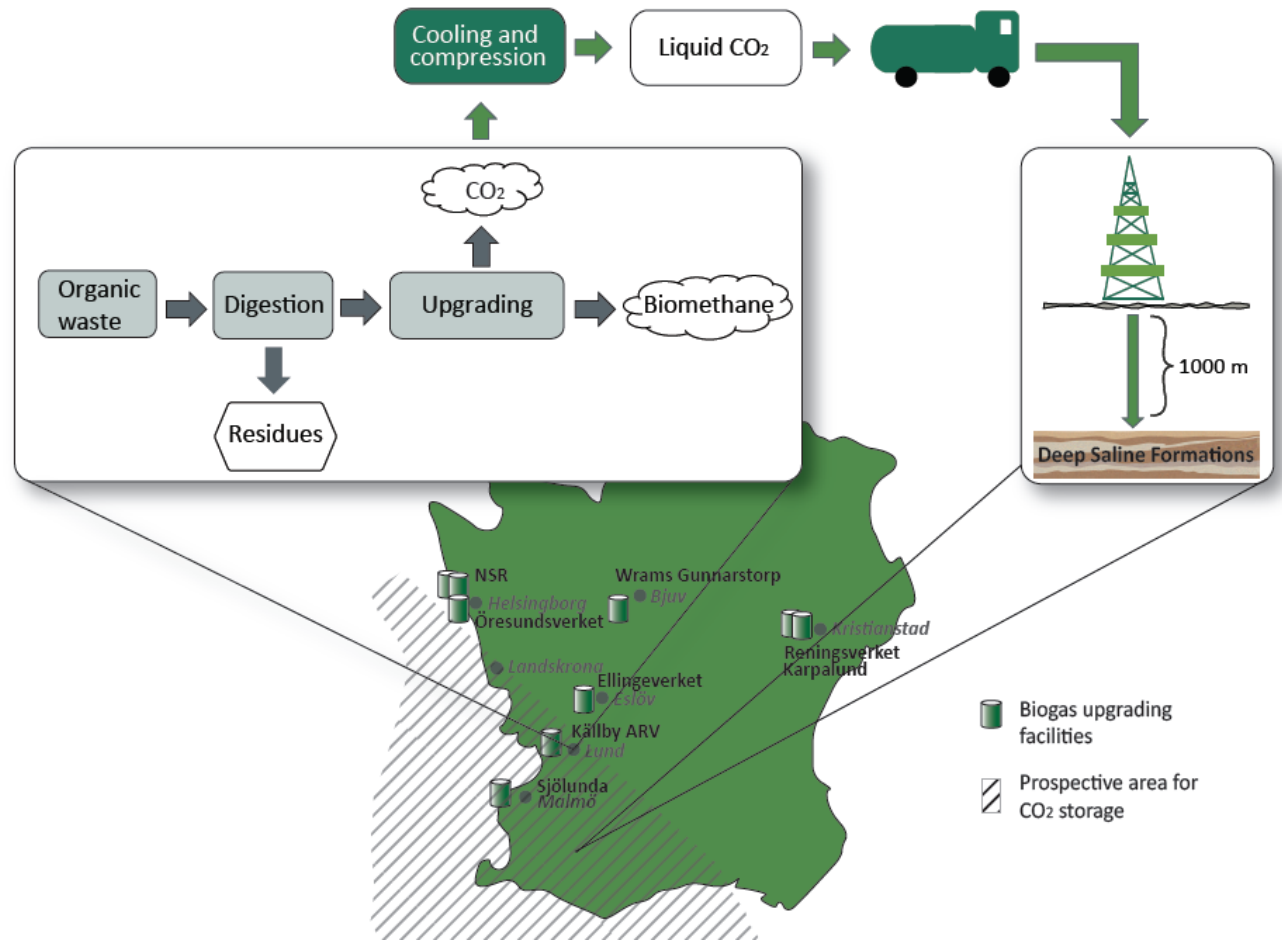 Cooling and
compression
Liquid CO₂
CO₂
Organic
waste
Digestion
Upgrading
Biomethane
Residues
1000 m
Deep Saline Formations
NSR
Helsingborg
Öresundsverket
Wrams Gunnarstorp
Bjuv
Kristianstad
Reningsverket
Karpalund
Landskrona
Ellingeverket
Eslöv
Källby ARV
Lund
Sjölunda
Malmö
Biogas upgrading
facilities
Prospective area for
CO₂ storage